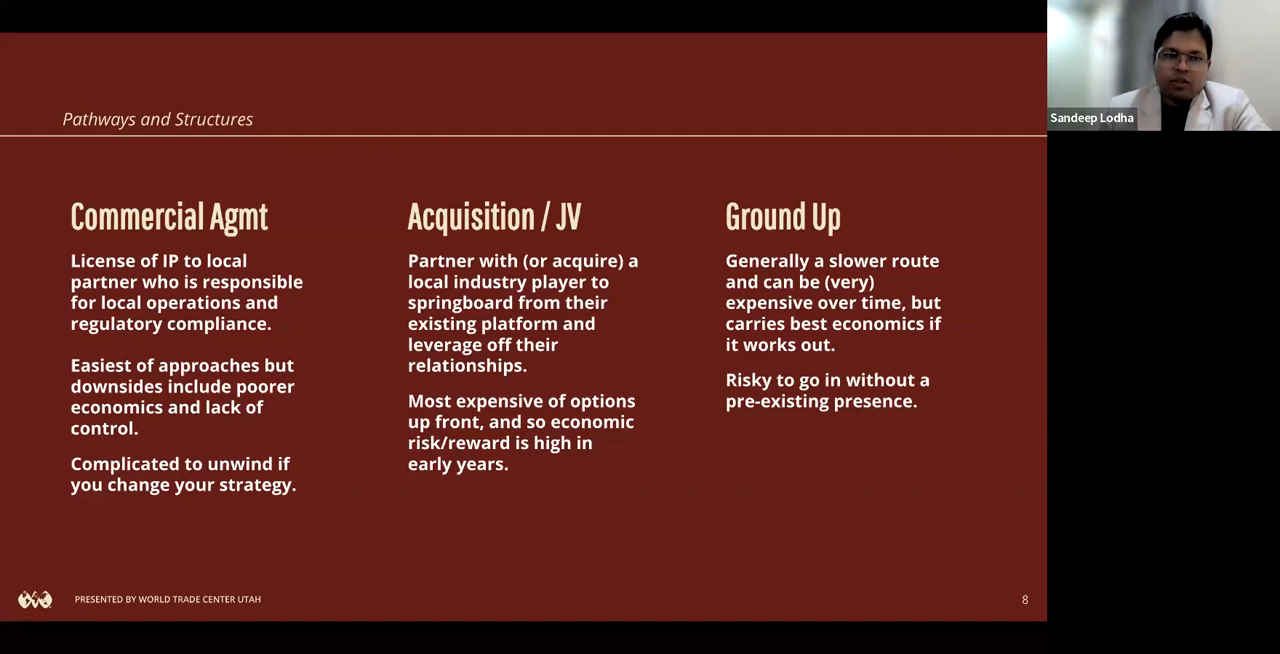 Sandeep Lodha
Pathways and Structures
Commercial Agmt
License of IP to local
partner who is responsible
for local operations and
regulatory compliance.
Easiest of approaches but
downsides include poorer
economics and lack of
control.
Complicated to unwind if
you change your strategy.
Acquisition / JV
Partner with (or acquire) a
local industry player to
springboard from their
existing platform and
leverage off their
relationships.
Most expensive of options
up front, and so economic
risk/reward is high in
early years.
Ground Up
Generally a slower route
and can be (very)
expensive over time, but
carries best economics if
it works out.
Risky to go in without a
pre-existing presence.
PRESENTED BY WORLD TRADE CENTER UTAH
8